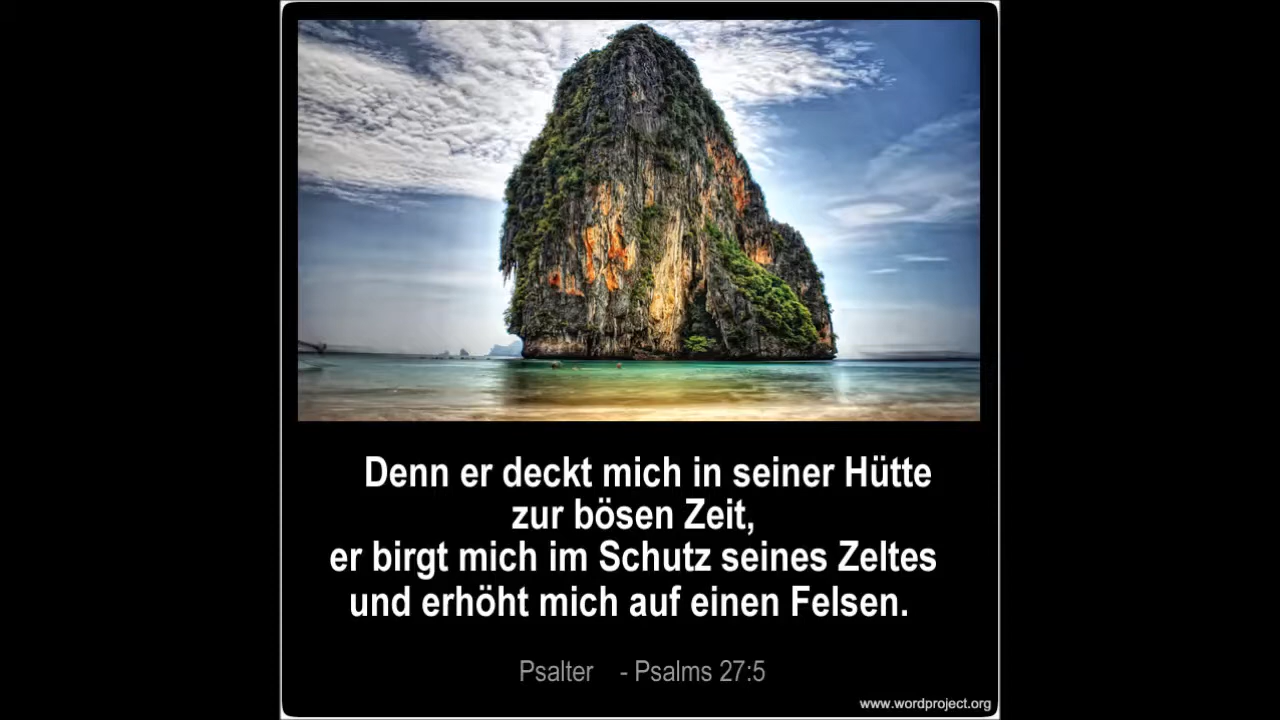 Denn er deckt mich in seiner Hütte
zur bösen Zeit,
er birgt mich im Schutz seines Zeltes
und erhöht mich auf einen Felsen.
Psalter - Psalms 27:5
www.wordproject.org